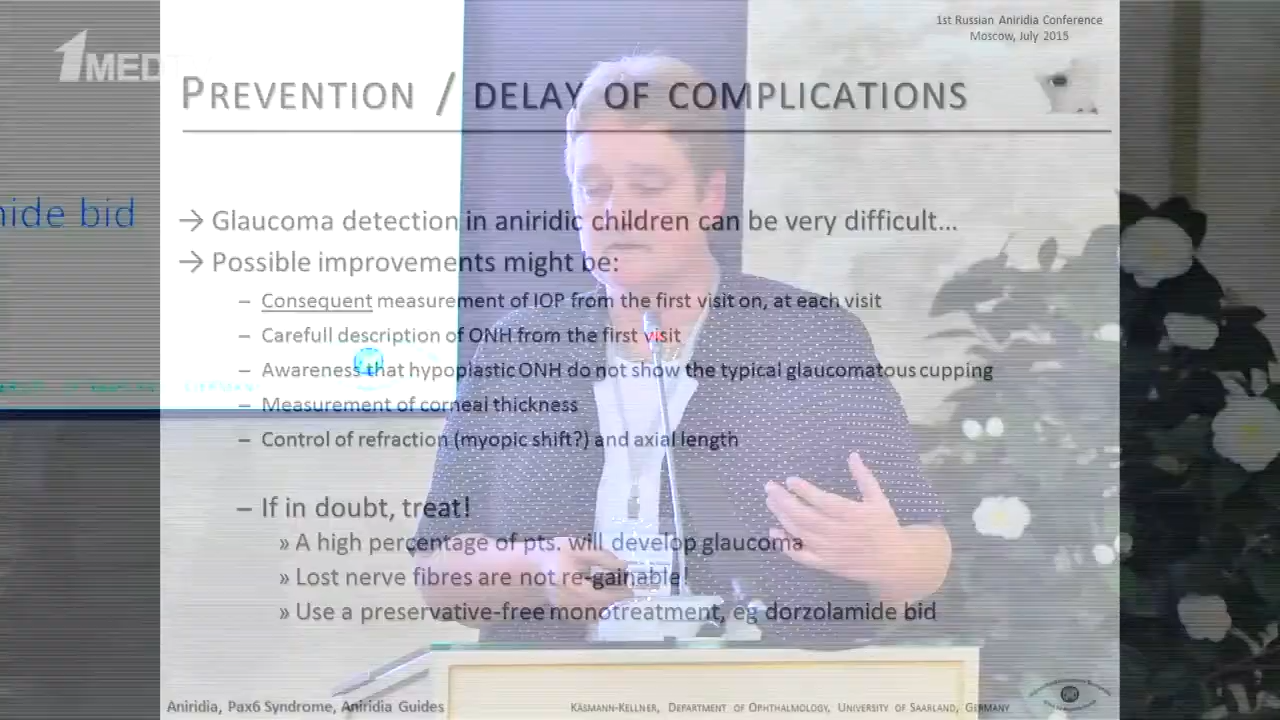 1st Russian Aniridia Conference
Moscow, July 2015
1MED
PREVENTION / DELAY OF COMPLICATIONS
ide bid
→ Glaucoma detection in aniridic children can be very difficult...
→ Possible improvements might be:
– Consequent measurement of IOP from the first visit on, at each visit
– Carefull description of ONH from the first visit
– Awareness that hypoplastic ONH do not show the typical glaucomatous cupping
– Measurement of corneal thickness
– Control of refraction (myopic shift?) and axial length
– If in doubt, treat!
» A high percentage of pts. will develop glaucoma
» Lost nerve fibres are not re-gainable!
» Use a preservative-free monotreatment, eg dorzolamide bid
Aniridia, Pax6 Syndrome, Aniridia Guides
KÄSMANN-KELLNER, DEPARTMENT OF OPHTHALMOLOGY, UNIVERSITY OF SAARLAND, GERMANY